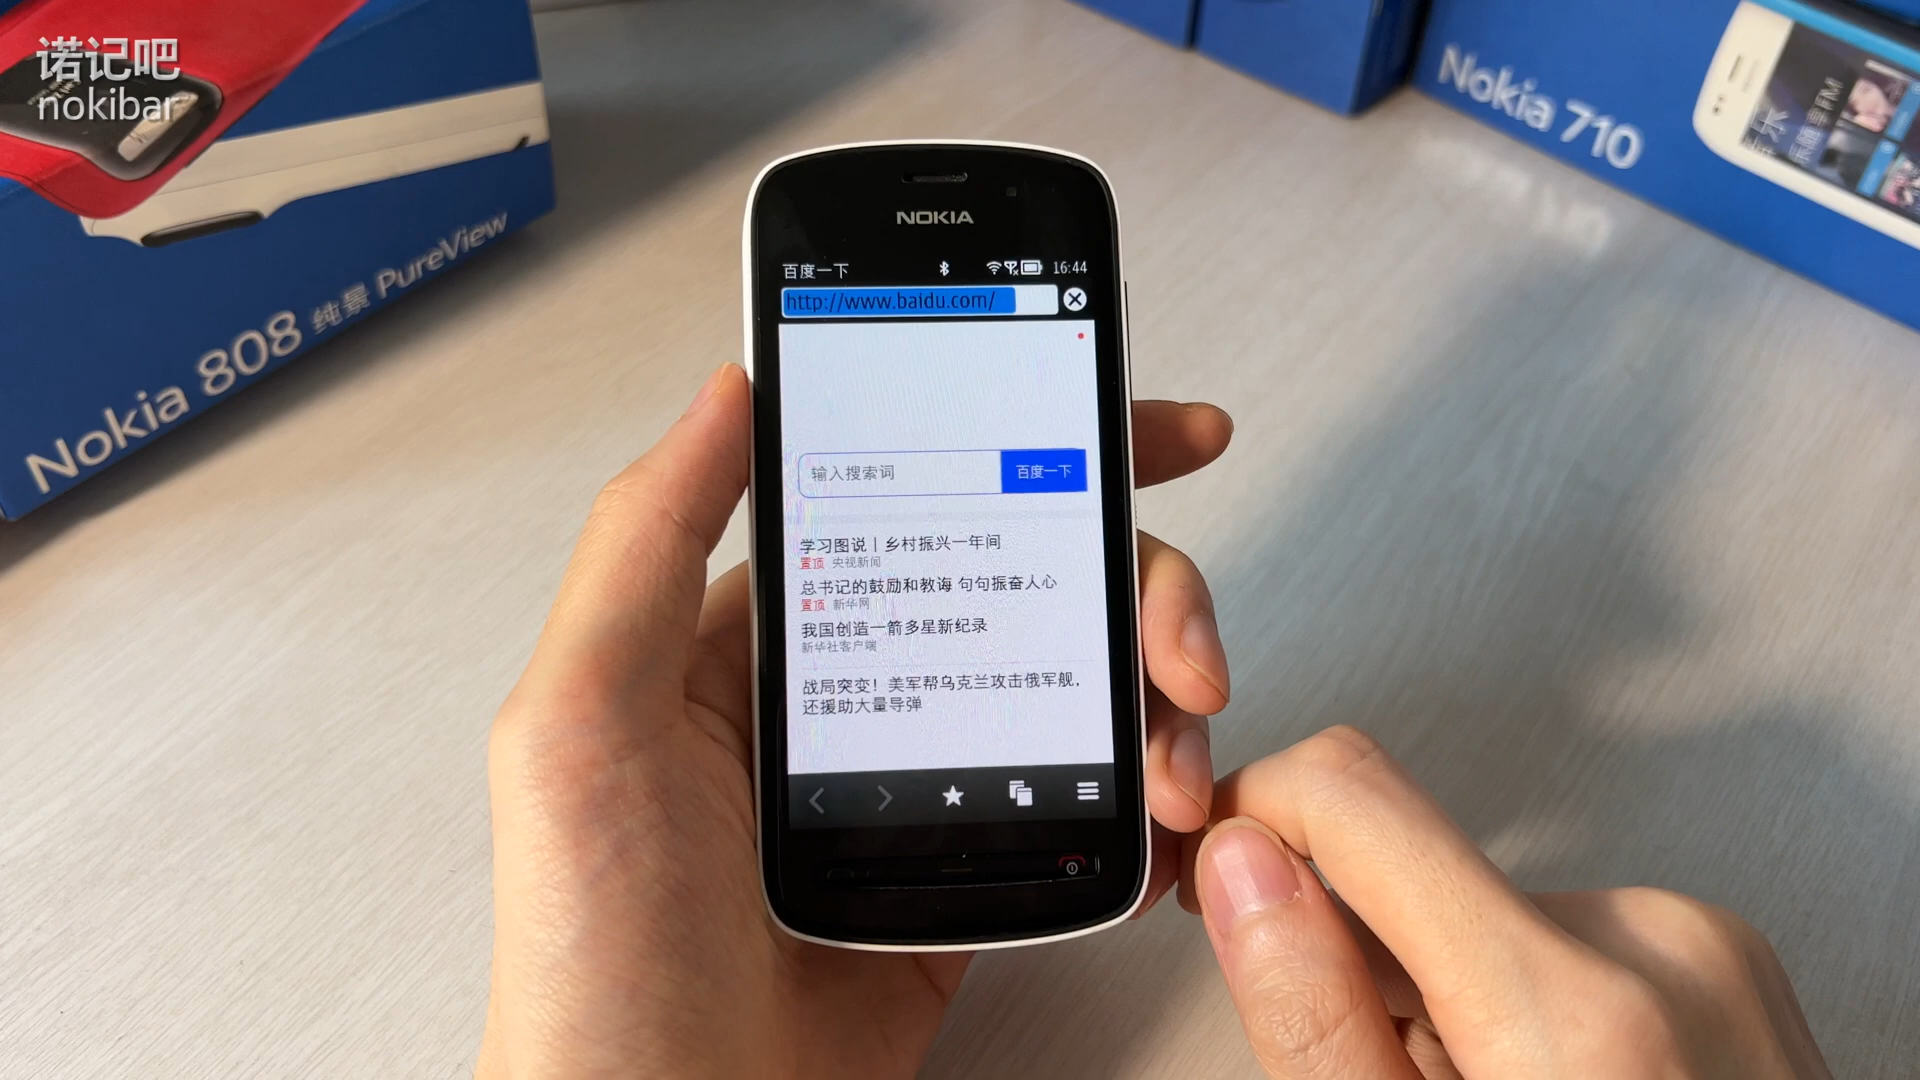 诺记吧
nokibar
Nokia 808 纯景 PureView
Nokia 710
NOKIA
百度一下
16:44
http://www.baidu.com/
输入搜索词
百度一下
学习图说丨乡村振兴一年间
置顶 央视新闻
总书记的鼓励和教诲 句句振奋人心
置顶 新华网
我国创造一箭多星新纪录
新华社客户端
战局突变！美军帮乌克兰攻击俄军舰，
还援助大量导弹